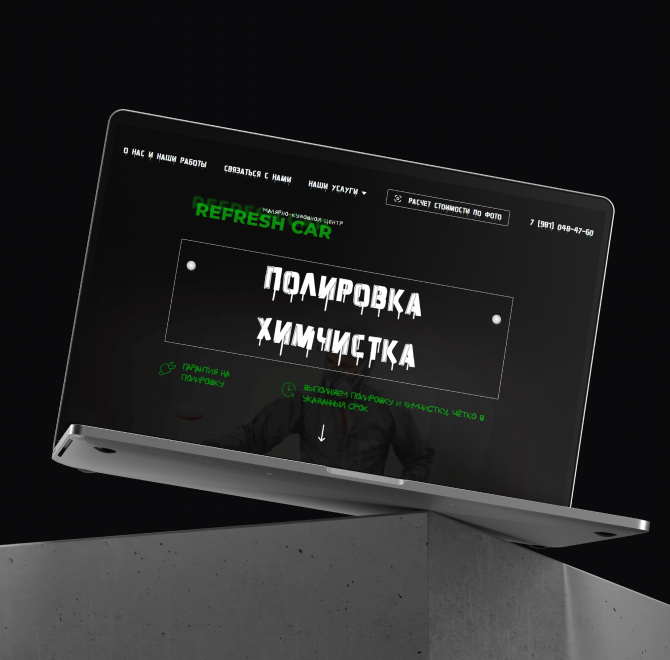 О НАС И НАШИ РАБОТЫ
СВЯЗАТЬСЯ С НАМИ
НАШИ УСЛУГИ
РАСЧЕТ СТОИМОСТИ ПО ФОТО
7 (981) 048-47-60
МАЛЯРНО-КУЗОВНОЙ ЦЕНТР
REFRESH CAR
ПОЛИРОВКА
ХИМЧИСТКА
ГАРАНТИЯ НА
ПОЛИРОВКУ
ВЫПОЛНЯЕМ ПОЛИРОВКУ И ХИМЧИСТКУ, ЧЁТКО В
УКАЗАННЫЙ СРОК